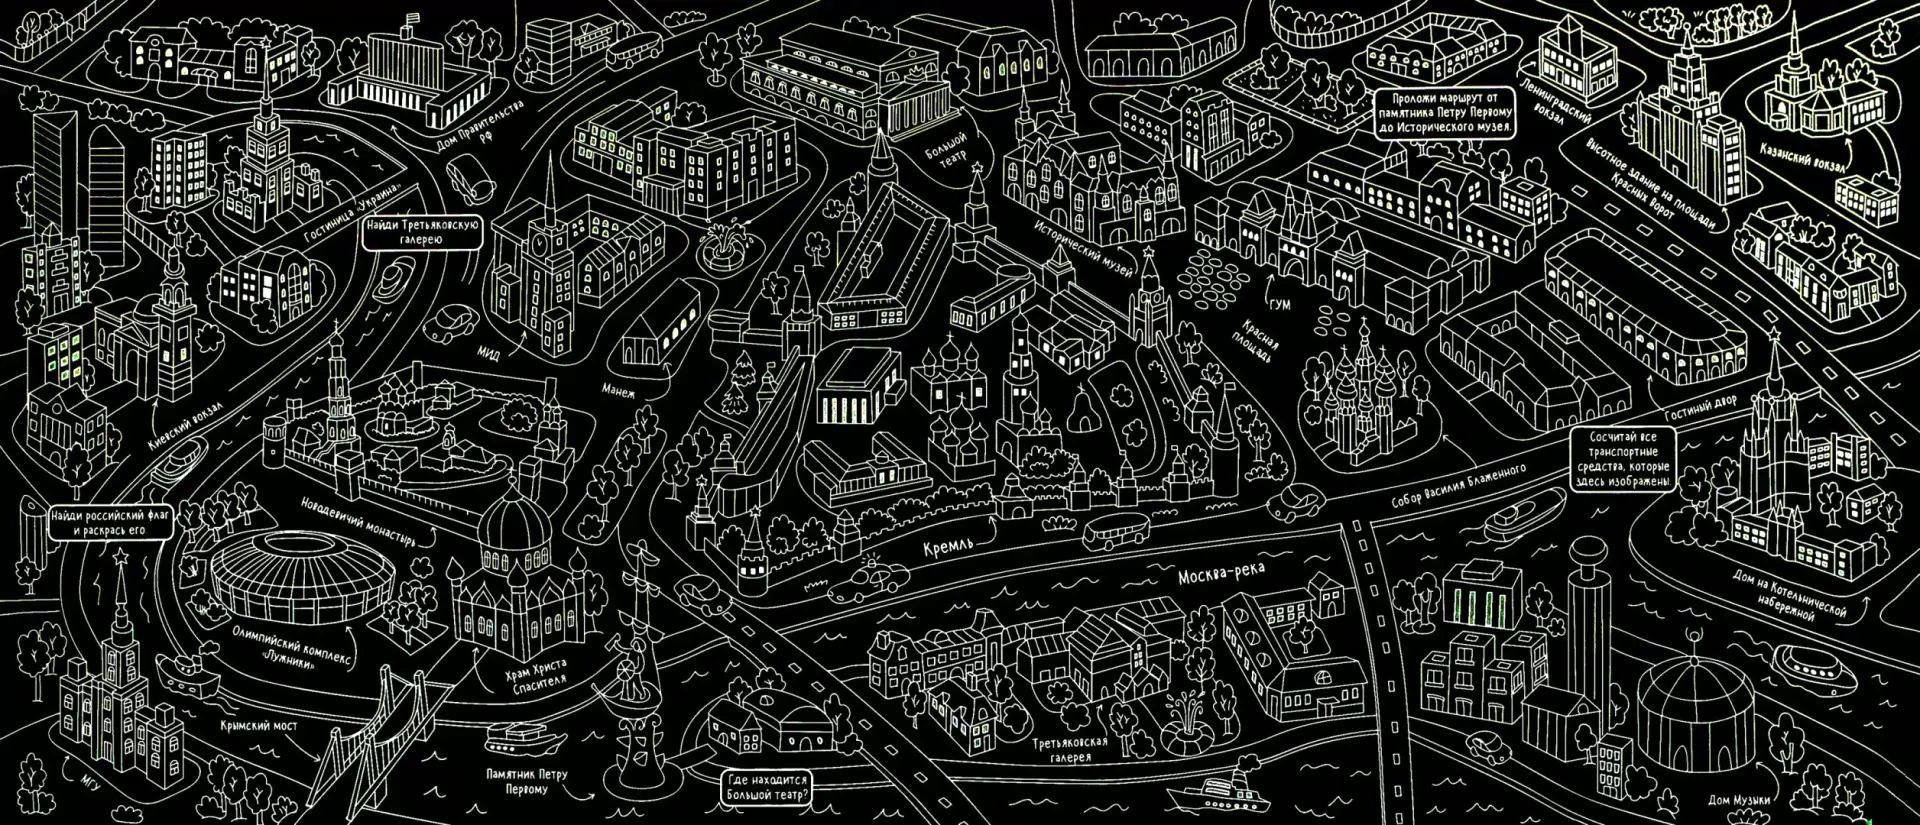 Дом Правительства
РФ
Большой
театр
Проложи маршрут от
памятника Петру Первому
до Исторического музея.
Ленинградский
вокзал
Казанский вокзал
Высотное здание на площади
Красных Ворот
Гостиница „Украина"
Найди Третьяковскую
галерею
Исторический музей
ГУМ
Красная
площадь
МИД
Манеж
Киевский вокзал
Гостиный двор
Сосчитай все
транспортные
средства, которые
здесь изображены.
Собор Василия Блаженного
Найди российский флаг
и раскрась его.
Новодевичий монастырь
Кремль
Москва-река
Дом на Котельнической
набережной
Олимпийский комплекс
„Лужники"
Храм Христа
Спасителя
Крымский мост
МГУ
Памятник Петру
Первому
Где находится
Большой театр?
Третьяковская
галерея
Дом Музыки